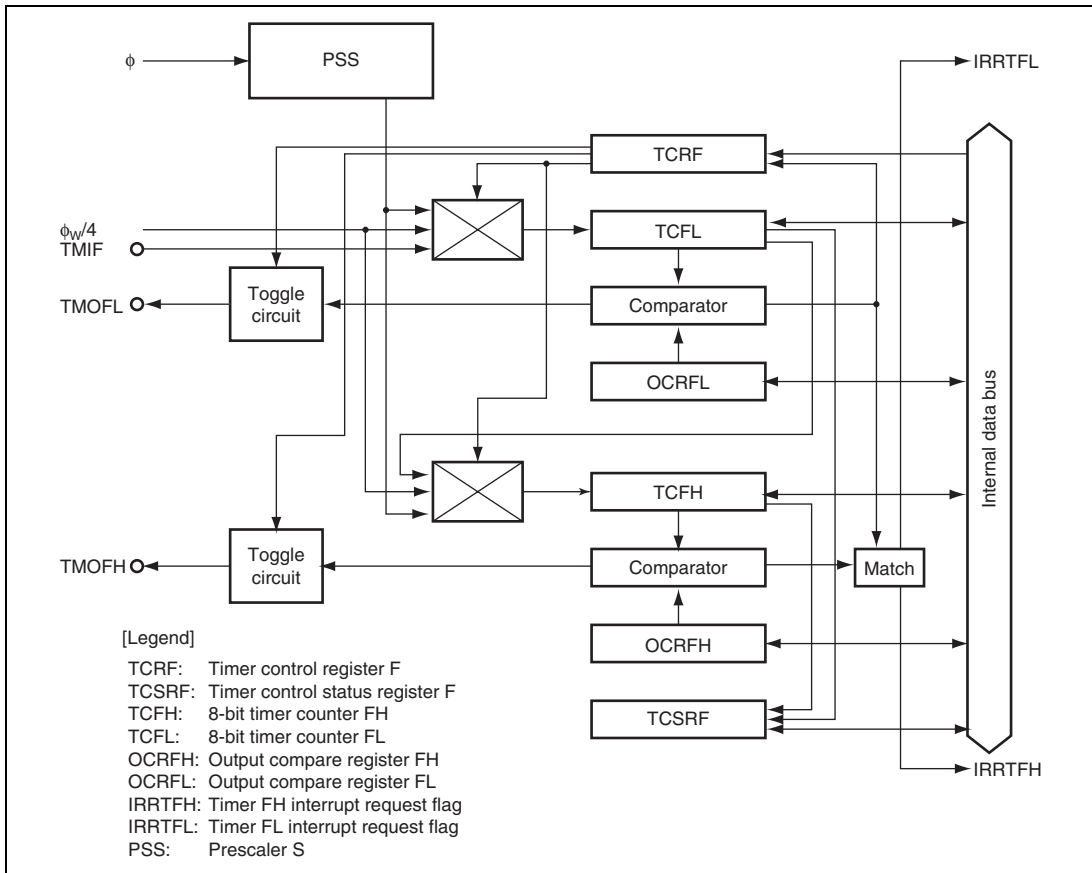 ϕ
PSS
IRRTFL
TCRF
ϕW/4
TMIF
TCFL
TMOFL
Toggle
circuit
Comparator
OCRFL
Internal data bus
TCFH
TMOFH
Toggle
circuit
Comparator
Match
OCRFH
TCSRF
IRRTFH
[Legend]
TCRF: Timer control register F
TCSRF: Timer control status register F
TCFH: 8-bit timer counter FH
TCFL: 8-bit timer counter FL
OCRFH: Output compare register FH
OCRFL: Output compare register FL
IRRTFH: Timer FH interrupt request flag
IRRTFL: Timer FL interrupt request flag
PSS: Prescaler S